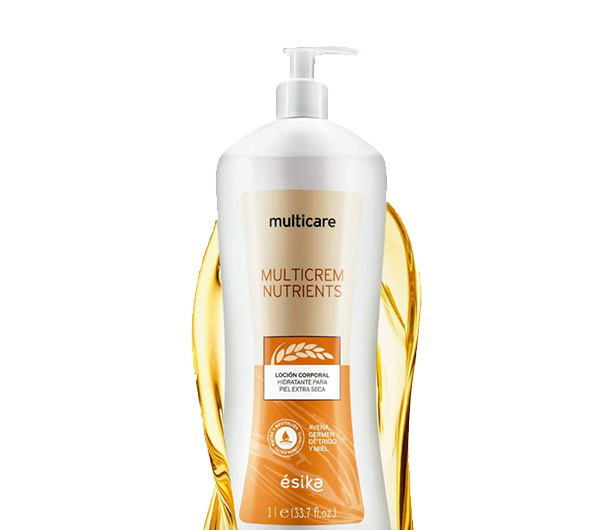 multicare
MULTICREM
NUTRIENTS
LOCIÓN CORPORAL
HIDRATANTE PARA
PIEL EXTRA SECA
AVENA,
GERMEN
DE TRIGO
Y MIEL
ésika
1 l e (33.7 fl.oz.)